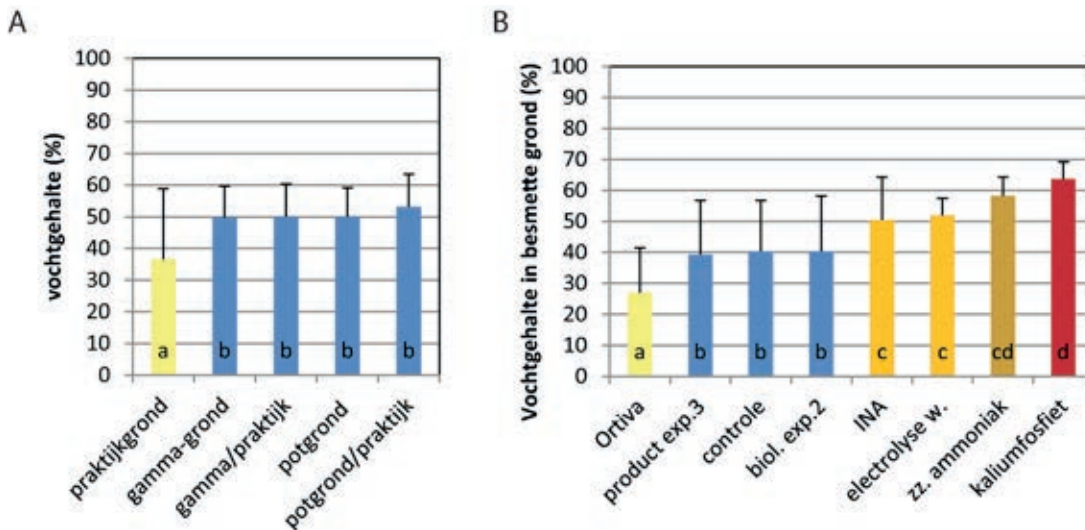 A
vochtgehalte (%)
100
90
80
70
60
50
40
30
20
10
0
a
b
b
b
b
praktijkgrond
gamma-grond
gamma/praktijk
potgrond
potgrond/praktijk
B
Vochtgehalte in besmette grond (%)
100
90
80
70
60
50
40
30
20
10
0
a
b
b
b
c
c
cd
d
Ortiva
product exp.3
controle
biol. exp.2
INA
electrolyse w.
zz. ammoniak
kaliumfosfiet